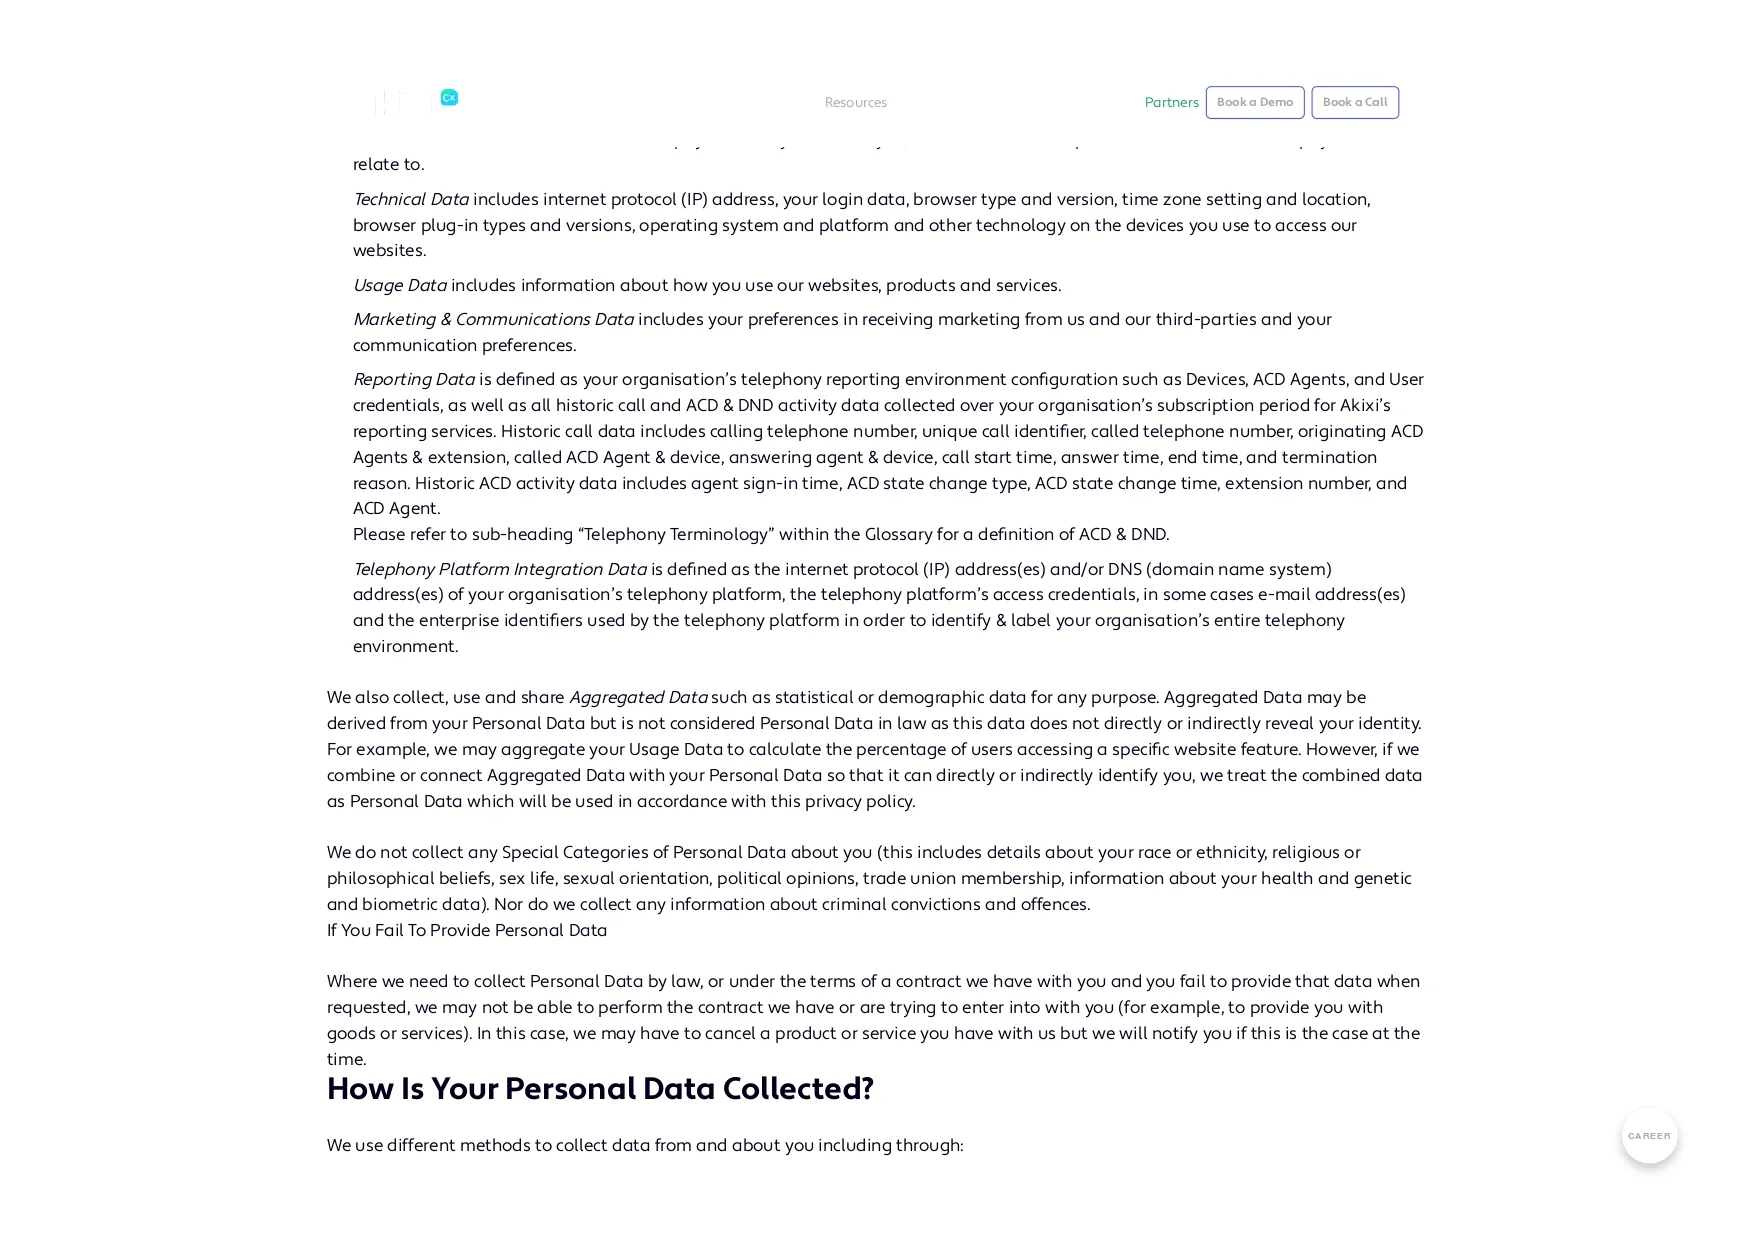 CX
Resources
Partners
Book a Demo
Book a Call
relate to.
Technical Data includes internet protocol (IP) address, your login data, browser type and version, time zone setting and location,
browser plug-in types and versions, operating system and platform and other technology on the devices you use to access our
websites.
Usage Data includes information about how you use our websites, products and services.
Marketing & Communications Data includes your preferences in receiving marketing from us and our third-parties and your
communication preferences.
Reporting Data is defined as your organisation’s telephony reporting environment configuration such as Devices, ACD Agents, and User
credentials, as well as all historic call and ACD & DND activity data collected over your organisation’s subscription period for Akixi’s
reporting services. Historic call data includes calling telephone number, unique call identifier, called telephone number, originating ACD
Agents & extension, called ACD Agent & device, answering agent & device, call start time, answer time, end time, and termination
reason. Historic ACD activity data includes agent sign-in time, ACD state change type, ACD state change time, extension number, and
ACD Agent.
Please refer to sub-heading “Telephony Terminology” within the Glossary for a definition of ACD & DND.
Telephony Platform Integration Data is defined as the internet protocol (IP) address(es) and/or DNS (domain name system)
address(es) of your organisation’s telephony platform, the telephony platform’s access credentials, in some cases e-mail address(es)
and the enterprise identifiers used by the telephony platform in order to identify & label your organisation’s entire telephony
environment.
We also collect, use and share Aggregated Data such as statistical or demographic data for any purpose. Aggregated Data may be
derived from your Personal Data but is not considered Personal Data in law as this data does not directly or indirectly reveal your identity.
For example, we may aggregate your Usage Data to calculate the percentage of users accessing a specific website feature. However, if we
combine or connect Aggregated Data with your Personal Data so that it can directly or indirectly identify you, we treat the combined data
as Personal Data which will be used in accordance with this privacy policy.
We do not collect any Special Categories of Personal Data about you (this includes details about your race or ethnicity, religious or
philosophical beliefs, sex life, sexual orientation, political opinions, trade union membership, information about your health and genetic
and biometric data). Nor do we collect any information about criminal convictions and offences.
If You Fail To Provide Personal Data
Where we need to collect Personal Data by law, or under the terms of a contract we have with you and you fail to provide that data when
requested, we may not be able to perform the contract we have or are trying to enter into with you (for example, to provide you with
goods or services). In this case, we may have to cancel a product or service you have with us but we will notify you if this is the case at the
time.
How Is Your Personal Data Collected?
We use different methods to collect data from and about you including through:
CAREER